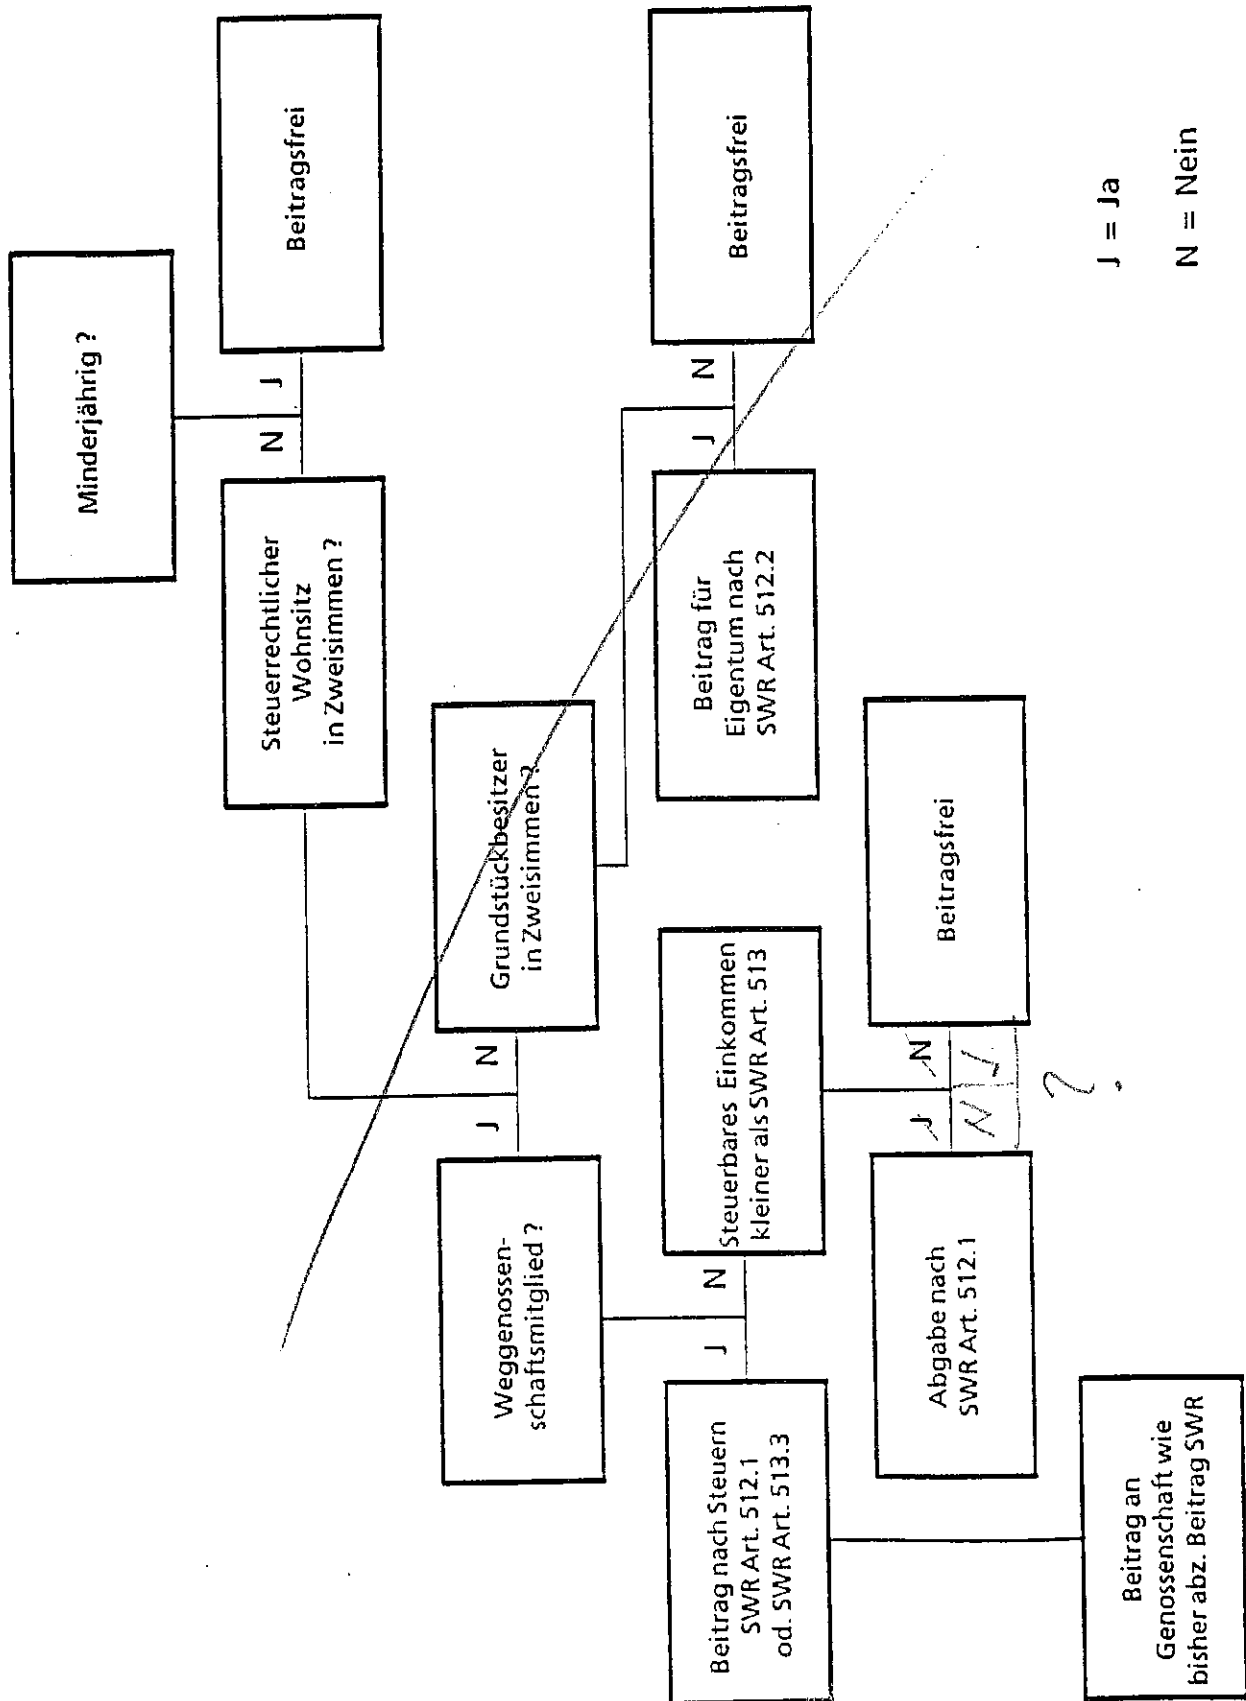 Minderjährig ?
N
J
Steuerrechtlicher
Wohnsitz
in Zweisimmen ?
Beitragsfrei
J
N
Weggenossen-
schaftsmitglied ?
Grundstückbesitzer
in Zweisimmen ?
J
N
J
N
Beitrag nach Steuern
SWR Art. 512.1
od. SWR Art. 513.3
Steuerbares Einkommen
kleiner als SWR Art. 513
Beitrag für
Eigentum nach
SWR Art. 512.2
Beitragsfrei
J
N
N
J
?
Abgabe nach
SWR Art. 512.1
Beitragsfrei
Beitrag an
Genossenschaft wie
bisher abz. Beitrag SWR
J = Ja
N = Nein